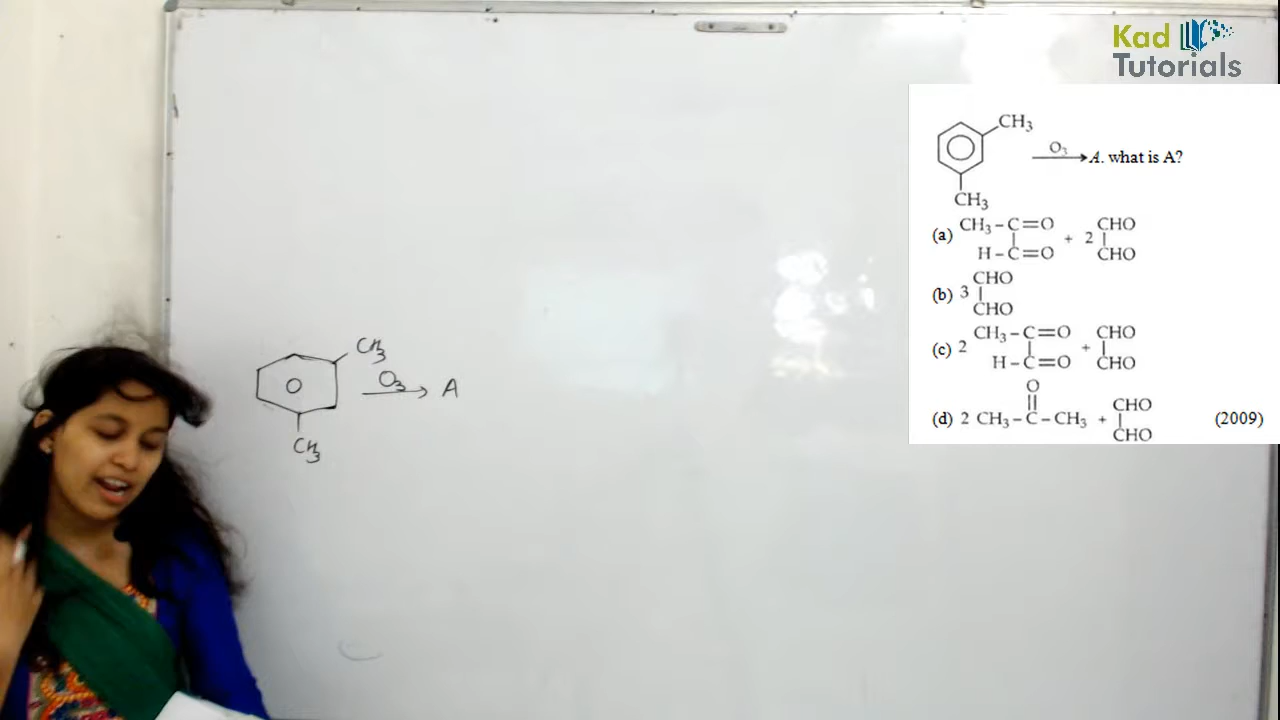 Kad
Tutorials
CH3
O3
A. what is A?
CH3
(a) CH3-C=O + 2 CHO
H-C=O CHO
(b) 3 CHO
CHO
(c) 2 CH3-C=O + CHO
H-C=O CHO
O
(d) 2 CH3-C-CH3 + CHO (2009)
CHO
CH3
O3
A
CH3